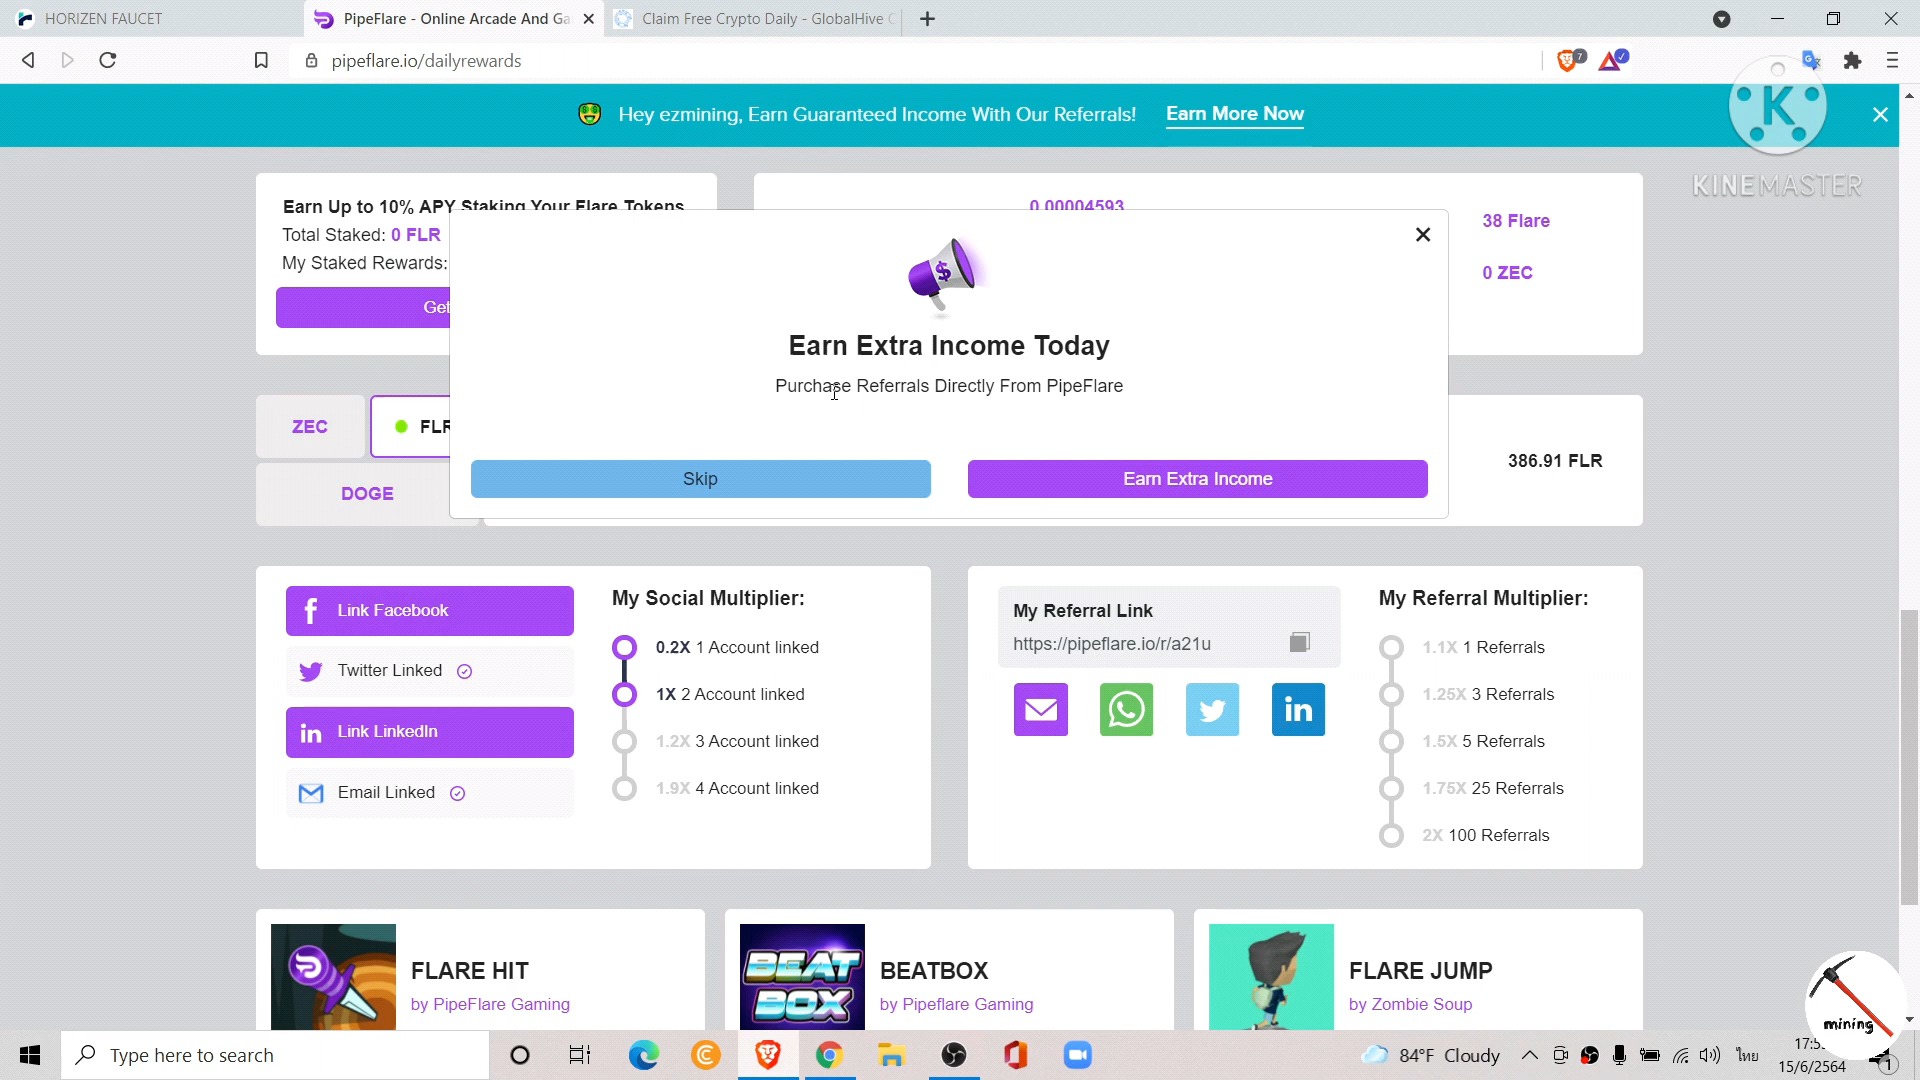 HORIZEN FAUCET
PipeFlare - Online Arcade And Ga
Claim Free Crypto Daily - GlobalHive
pipeflare.io/dailyrewards
7
Hey ezmining, Earn Guaranteed Income With Our Referrals! Earn More Now
K
KINEMASTER
Earn Up to 10% APY Staking Your Flare Tokens
Total Staked: 0 FLR
My Staked Rewards:
Get
0.00004593
38 Flare
0 ZEC
$
Earn Extra Income Today
Purchase Referrals Directly From PipeFlare
Skip
Earn Extra Income
ZEC
FLR
DOGE
386.91 FLR
Link Facebook
Twitter Linked
Link LinkedIn
Email Linked
My Social Multiplier:
0.2X 1 Account linked
1X 2 Account linked
1.2X 3 Account linked
1.9X 4 Account linked
My Referral Link
https://pipeflare.io/r/a21u
My Referral Multiplier:
1.1X 1 Referrals
1.25X 3 Referrals
1.5X 5 Referrals
1.75X 25 Referrals
2X 100 Referrals
FLARE HIT
by PipeFlare Gaming
BEAT BOX
BEATBOX
by Pipeflare Gaming
FLARE JUMP
by Zombie Soup
mining
Type here to search
84°F Cloudy
ไทย
15/6/2564
1